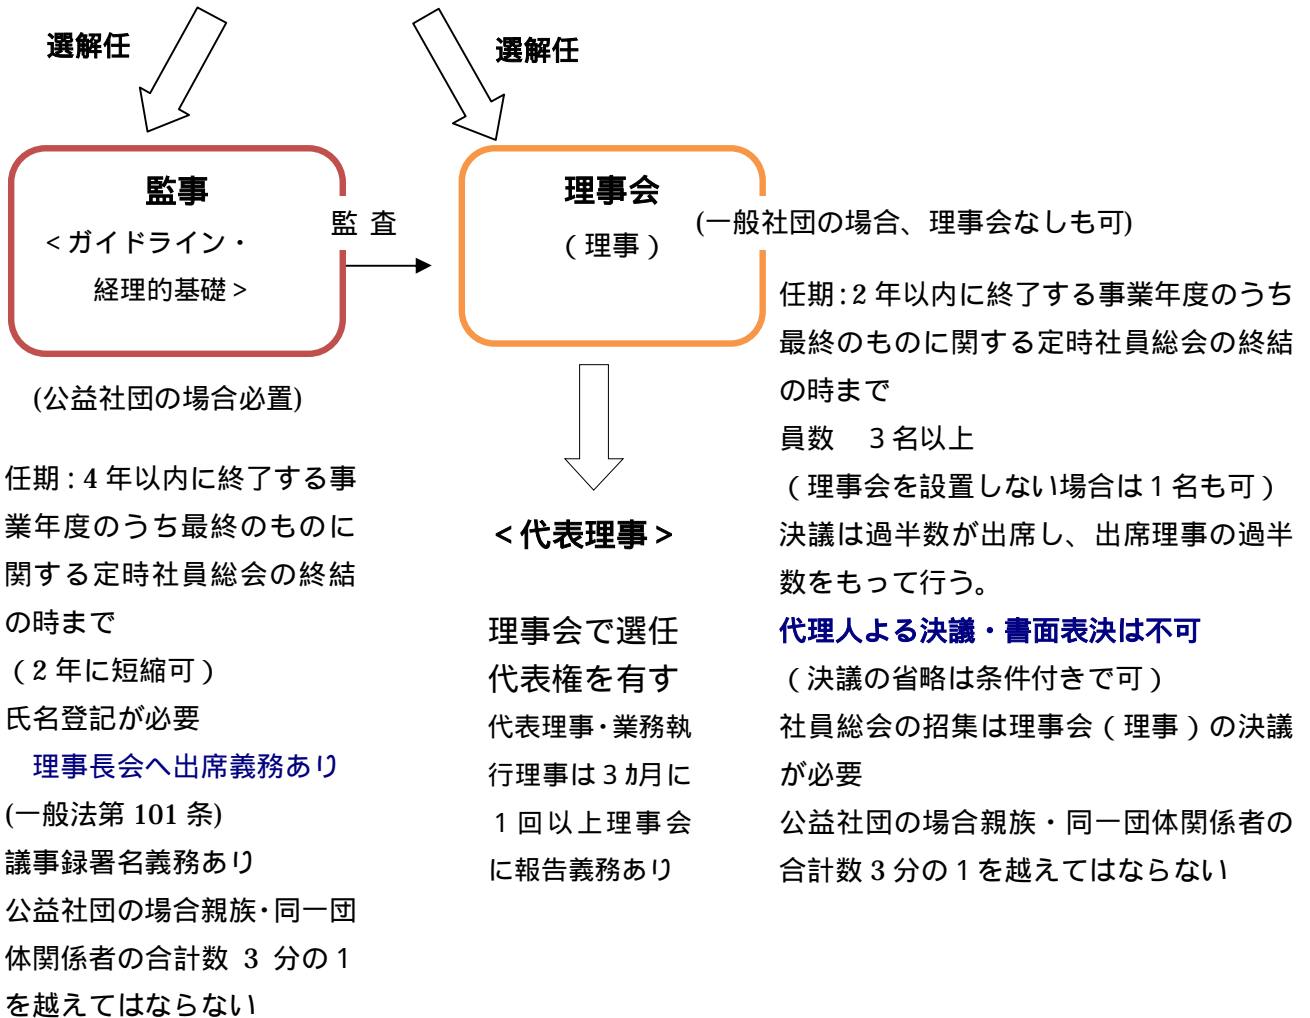 選解任
選解任
監事
＜ガイドライン・
経理的基礎＞
監 査
理事会
（理事）
(一般社団の場合、理事会なしも可)
(公益社団の場合必置)
任期：4 年以内に終了する事
業年度のうち最終のものに
関する定時社員総会の終結
の時まで
（2 年に短縮可）
氏名登記が必要
理事長会へ出席義務あり
(一般法第 101 条)
議事録署名義務あり
公益社団の場合親族・同一団
体関係者の合計数 3 分の１
を越えてはならない
＜代表理事＞
理事会で選任
代表権を有す
代表理事・業務執
行理事は３ｶ月に
１回以上理事会
に報告義務あり
任期：2 年以内に終了する事業年度のうち
最終のものに関する定時社員総会の終結
の時まで
員数　３名以上
（理事会を設置しない場合は１名も可）
決議は過半数が出席し、出席理事の過半
数をもって行う。
代理人よる決議・書面表決は不可
（決議の省略は条件付きで可）
社員総会の招集は理事会（理事）の決議
が必要
公益社団の場合親族・同一団体関係者の
合計数 3 分の１を越えてはならない